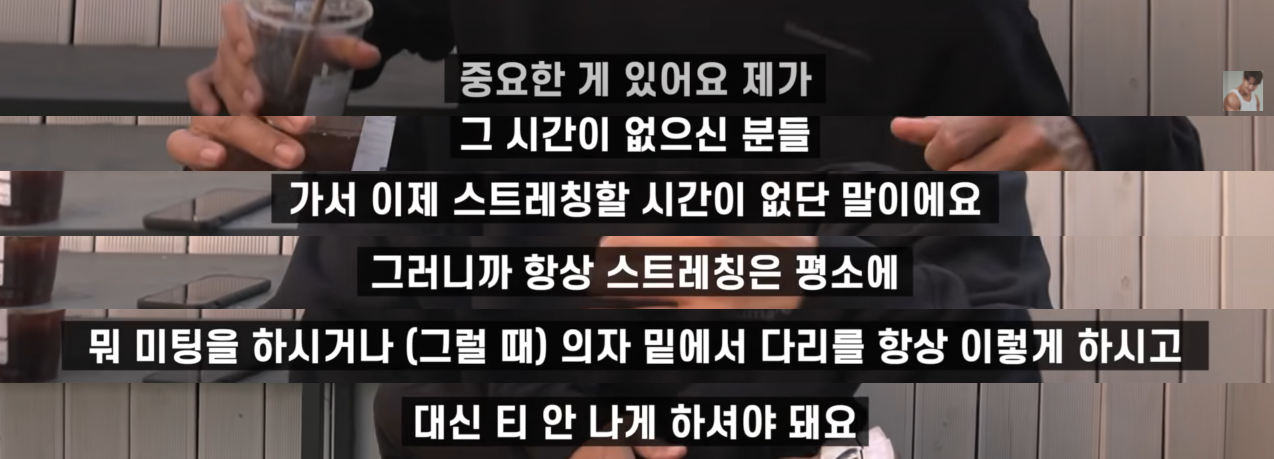 중요한 게 있어요 제가
그 시간이 없으신 분들
가서 이제 스트레칭할 시간이 없단 말이에요
그러니까 항상 스트레칭은 평소에
뭐 미팅을 하시거나 (그럴 때) 의자 밑에서 다리를 항상 이렇게 하시고
대신 티 안 나게 하셔야 돼요